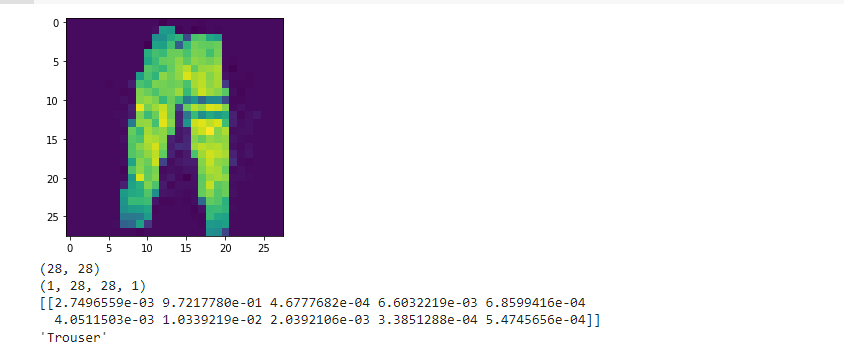 0
5
10
15
20
25
0 5 10 15 20 25
(28, 28)
(1, 28, 28, 1)
[[2.7496559e-03 9.7217780e-01 4.6777682e-04 6.6032219e-03 6.8599416e-04
4.0511503e-03 1.0339219e-02 2.0392106e-03 3.3851288e-04 5.4745656e-04]]
'Trouser'